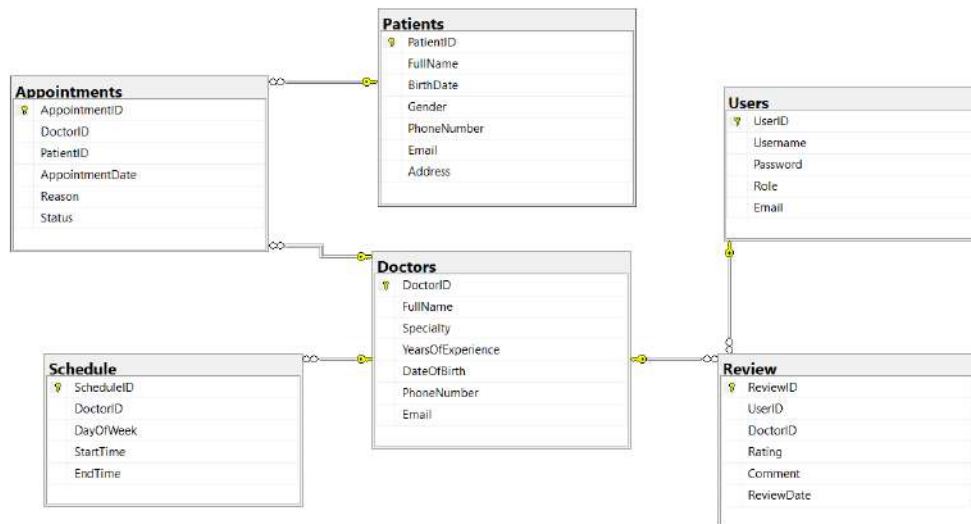 Patients
PatientID
FullName
BirthDate
Gender
PhoneNumber
Email
Address
Appointments
AppointmentID
DoctorID
PatientID
AppointmentDate
Reason
Status
Users
UserID
Username
Password
Role
Email
Doctors
DoctorID
FullName
Specialty
YearsOfExperience
DateOfBirth
PhoneNumber
Email
Schedule
ScheduleID
DoctorID
DayOfWeek
StartTime
EndTime
Review
ReviewID
UserID
DoctorID
Rating
Comment
ReviewDate